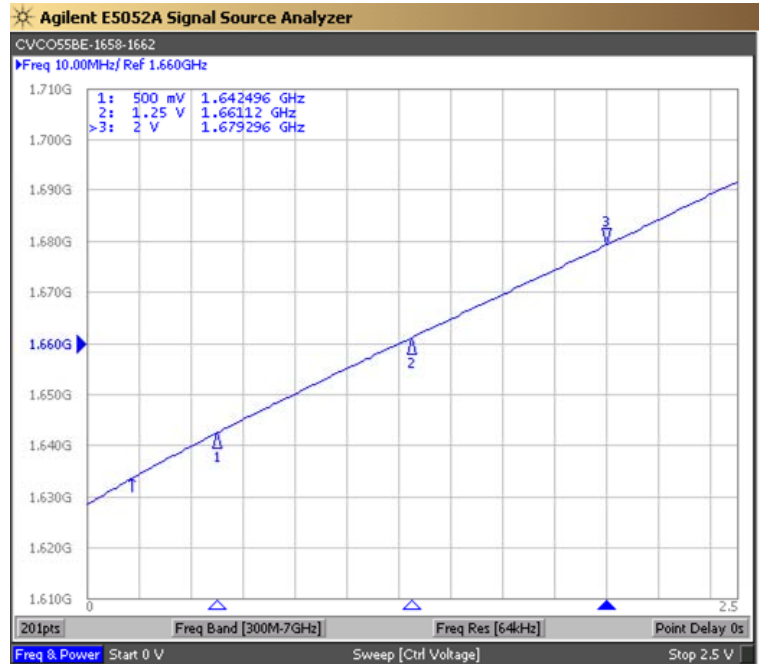 Agilent E5052A Signal Source Analyzer
CVCO55BE-1658-1662
Freq 10.00MHz/ Ref 1.660GHz
1.710G
1: 500 mV 1.642496 GHz
2: 1.25 V 1.66112 GHz
>3: 2 V 1.679296 GHz
1.700G
1.690G
3
1.680G
1.670G
1.660G
2
1.650G
1.640G
1
1.630G
1.620G
1.610G
0 2.5
201pts Freq Band [300M-7GHz] Freq Res [64kHz] Point Delay 0s
Freq & Power Start 0 V Sweep [Ctrl Voltage] Stop 2.5 V